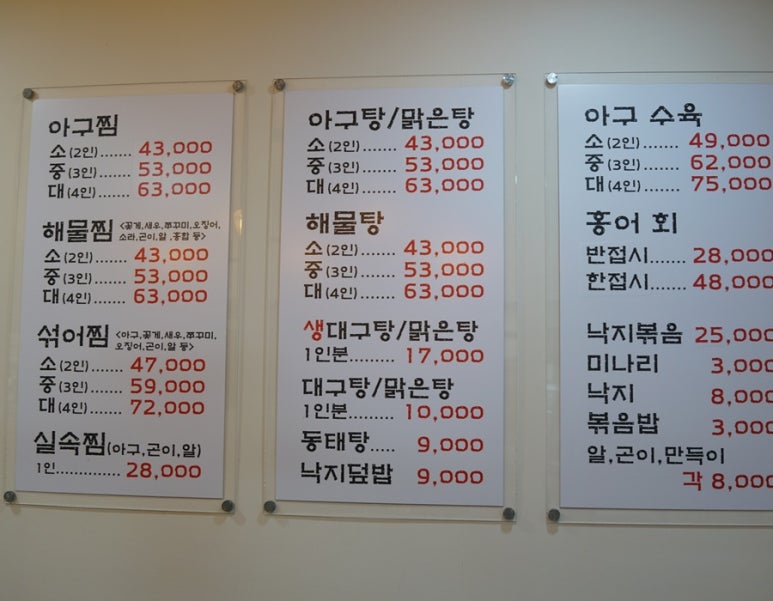 아구찜
소(2인)....... 43,000
중(3인)....... 53,000
대(4인)....... 63,000
해물찜 <꽃게,새우,쭈꾸미,오징어,
소라,곤이,알,홍합 등>
소(2인)....... 43,000
중(3인)....... 53,000
대(4인)....... 63,000
섞어찜 <아구,꽃게,새우,쭈꾸미,
오징어,곤이,알 등>
소(2인)....... 47,000
중(3인)....... 59,000
대(4인)....... 72,000
실속찜(아구,곤이,알)
1인.............. 28,000
아구탕/맑은탕
소(2인)....... 43,000
중(3인)....... 53,000
대(4인)....... 63,000
해물탕
소(2인)....... 43,000
중(3인)....... 53,000
대(4인)....... 63,000
생대구탕/맑은탕
1인분......... 17,000
대구탕/맑은탕
1인분......... 10,000
동태탕..... 9,000
낙지덮밥 9,000
아구 수육
소(2인)....... 49,000
중(3인)....... 62,000
대(4인)....... 75,000
홍어 회
반접시....... 28,000
한접시....... 48,000
낙지볶음 25,000
미나리 3,000
낙지 8,000
볶음밥 3,000
알,곤이,만득이
각 8,000